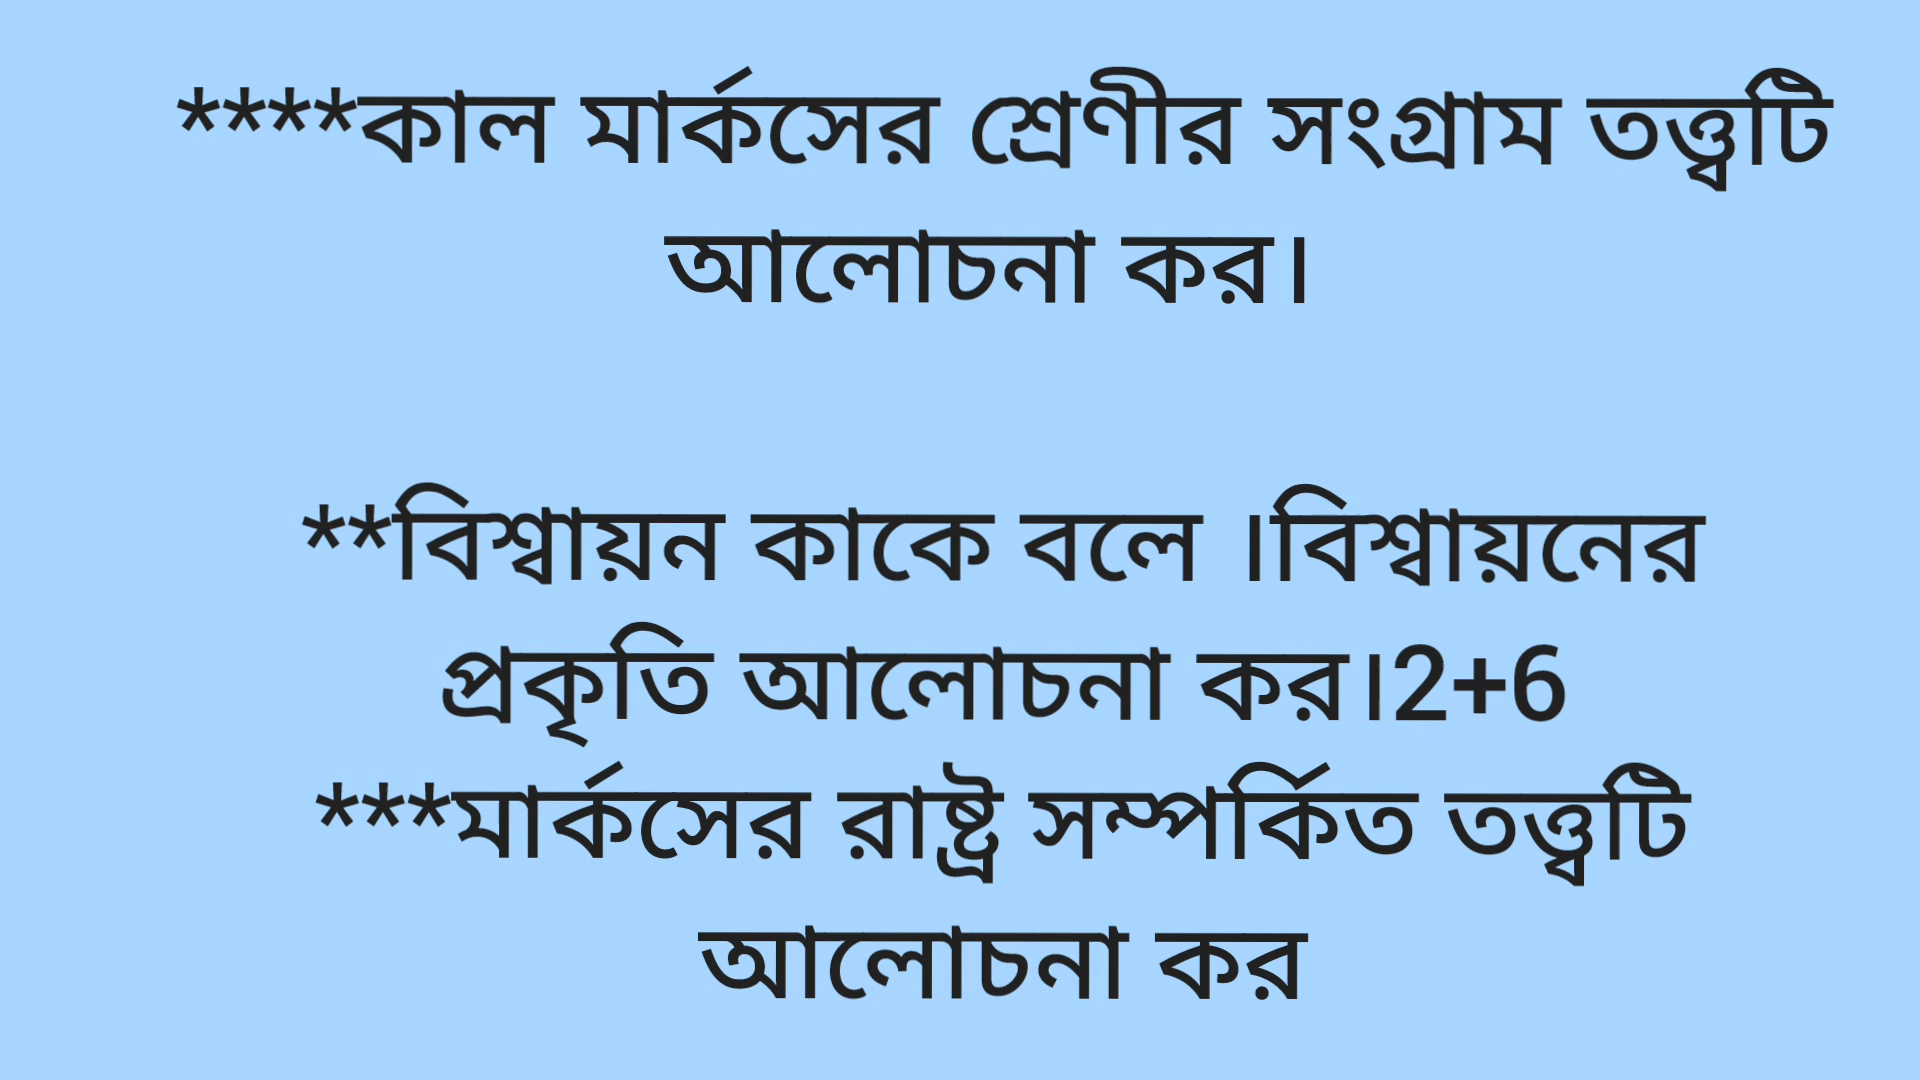 ****কাল মার্কসের শ্রেণীর সংগ্রাম তত্ত্বটি
আলোচনা কর।
**বিশ্বায়ন কাকে বলে ।বিশ্বায়নের
প্রকৃতি আলোচনা কর।2+6
***মার্কসের রাষ্ট্র সম্পর্কিত তত্ত্বটি
আলোচনা কর